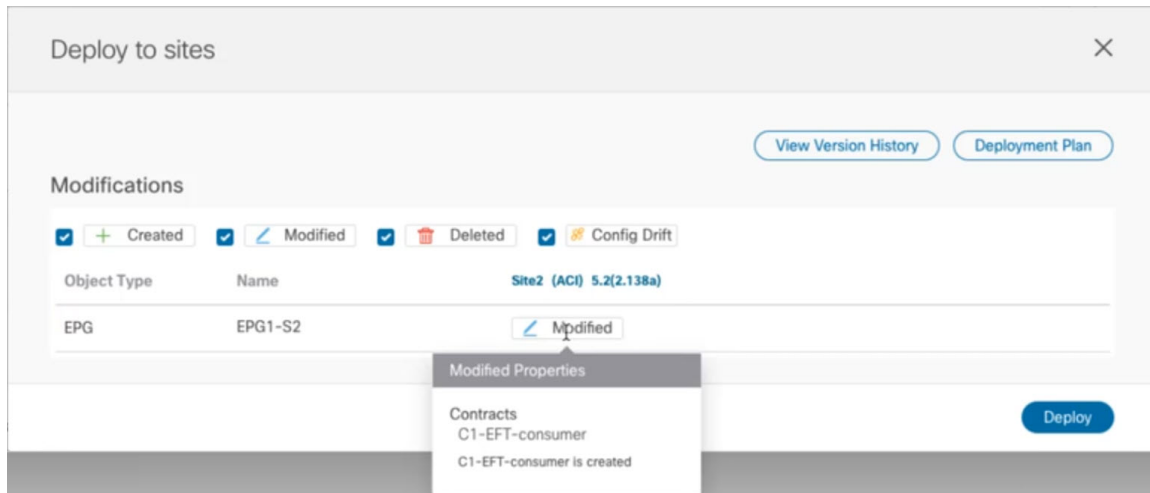 Deploy to sites
View Version History
Deployment Plan
Modifications
Created
Modified
Deleted
Config Drift
Object Type Name Site2 (ACI) 5.2(2.138a)
EPG EPG1-S2 Modified
Modified Properties
Contracts
C1-EFT-consumer
C1-EFT-consumer is created
Deploy